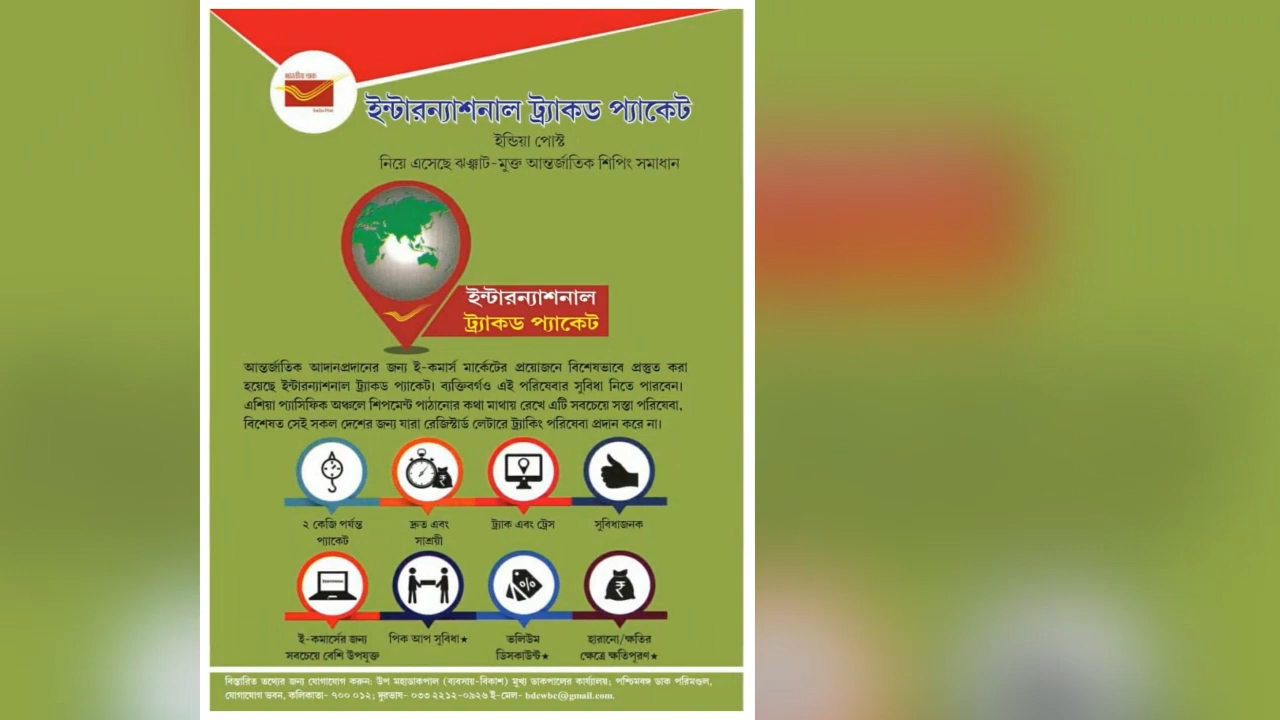 ইন্টারন্যাশনাল ট্র্যাকড প্যাকেট
ইন্ডিয়া পোস্ট
নিয়ে এসেছে ঝঞ্ঝাট-মুক্ত আন্তর্জাতিক শিপিং সমাধান
ইন্টারন্যাশনাল
ট্র্যাকড প্যাকেট
আন্তর্জাতিক আদানপ্রদানের জন্য ই-কমার্স মার্কেটের প্রয়োজনে বিশেষভাবে প্রস্তুত করা
হয়েছে ইন্টারন্যাশনাল ট্র্যাকড প্যাকেট। ব্যক্তিবর্গও এই পরিষেবার সুবিধা নিতে পারবেন।
এশিয়া প্যাসিফিক অঞ্চলে শিপমেন্ট পাঠানোর কথা মাথায় রেখে এটি সবচেয়ে সস্তা পরিষেবা,
বিশেষত সেই সকল দেশের জন্য যারা রেজিস্টার্ড লেটারে ট্র্যাকিং পরিষেবা প্রদান করে না।
২ কেজি পর্যন্ত
প্যাকেট
দ্রুত এবং
সাশ্রয়ী
ট্র্যাক এবং ট্রেস
সুবিধাজনক
ই-কমার্সের জন্য
সবচেয়ে বেশি উপযুক্ত
পিক আপ সুবিধা★
ভলিউম
ডিসকাউন্ট★
হারানো/ক্ষতির
ক্ষেত্রে ক্ষতিপূরণ★
বিস্তারিত তথ্যের জন্য যোগাযোগ করুন: উপ মহাডাকপাল (ব্যবসায়-বিকাশ) মুখ্য ডাকপালের কার্য্যালয়; পশ্চিমবঙ্গ ডাক পরিমণ্ডল,
যোগাযোগ ভবন, কলিকাতা- ৭০০ ০১২; দুরভাষ- ০৩৩ ২২১২-০৯২৬ ই-মেল- bdcwbc@gmail.com.